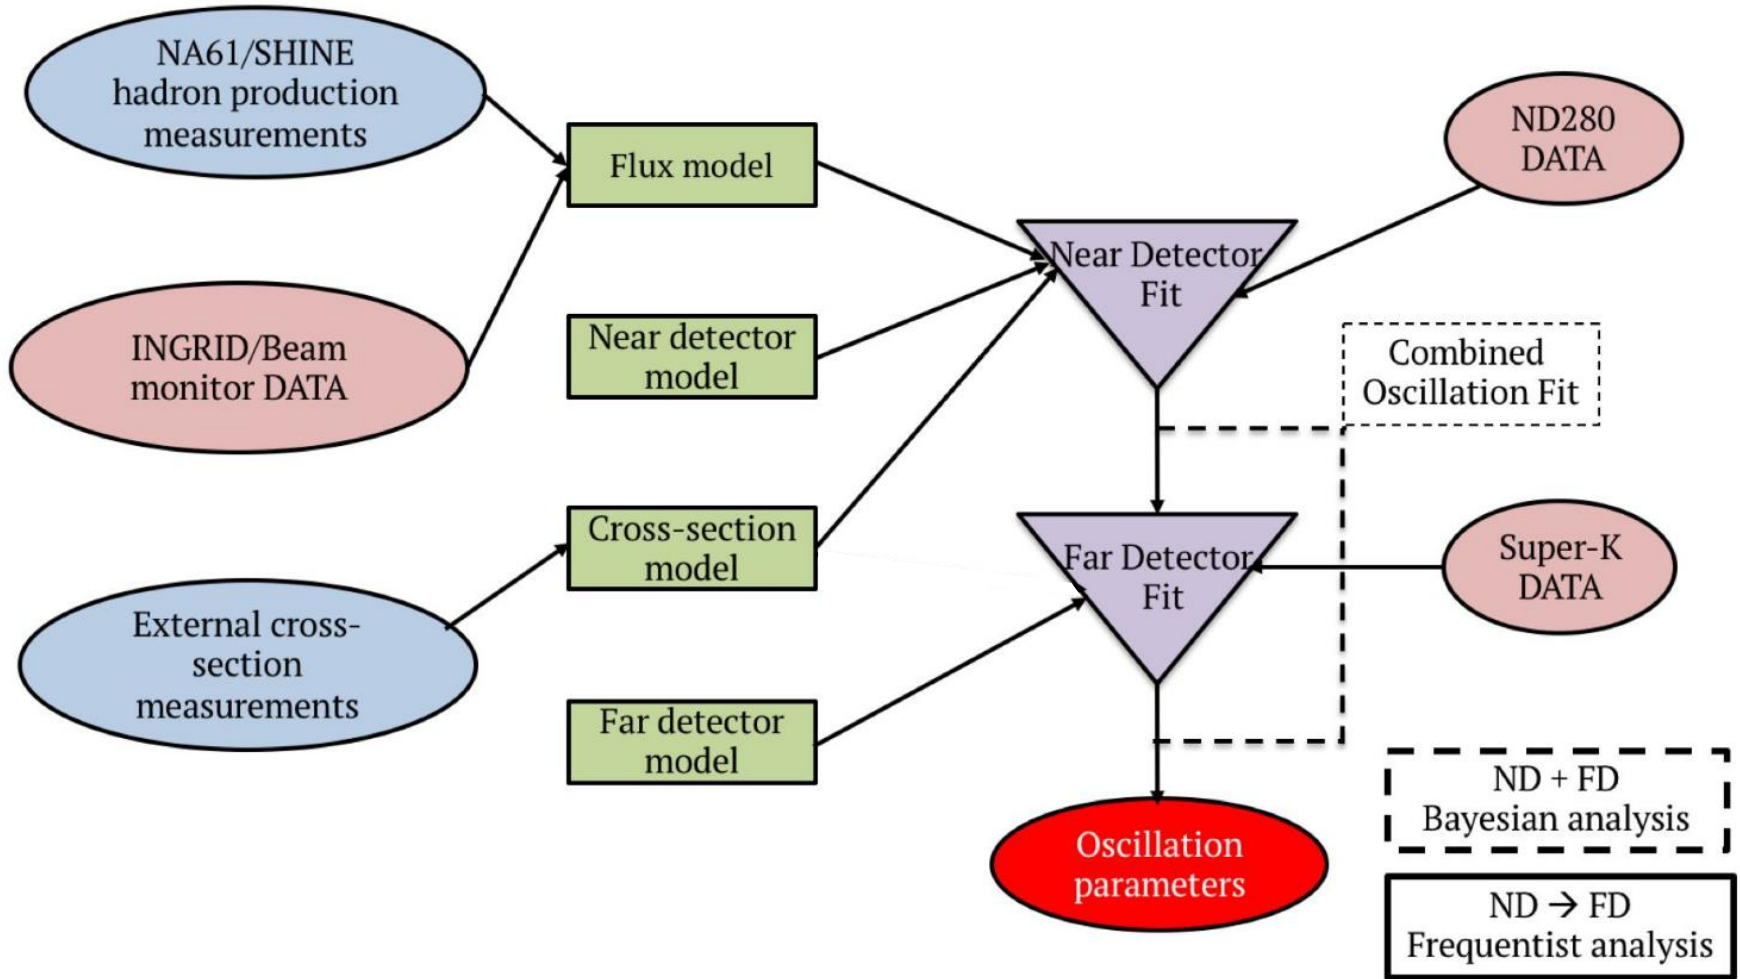 NA61/SHINE
hadron production
measurements
Flux model
ND280
DATA
Near Detector
Fit
INGRID/Beam
monitor DATA
Near detector
model
Combined
Oscillation Fit
Cross-section
model
Far Detector
Fit
Super-K
DATA
External cross-
section
measurements
Far detector
model
Oscillation
parameters
ND + FD
Bayesian analysis
ND → FD
Frequentist analysis